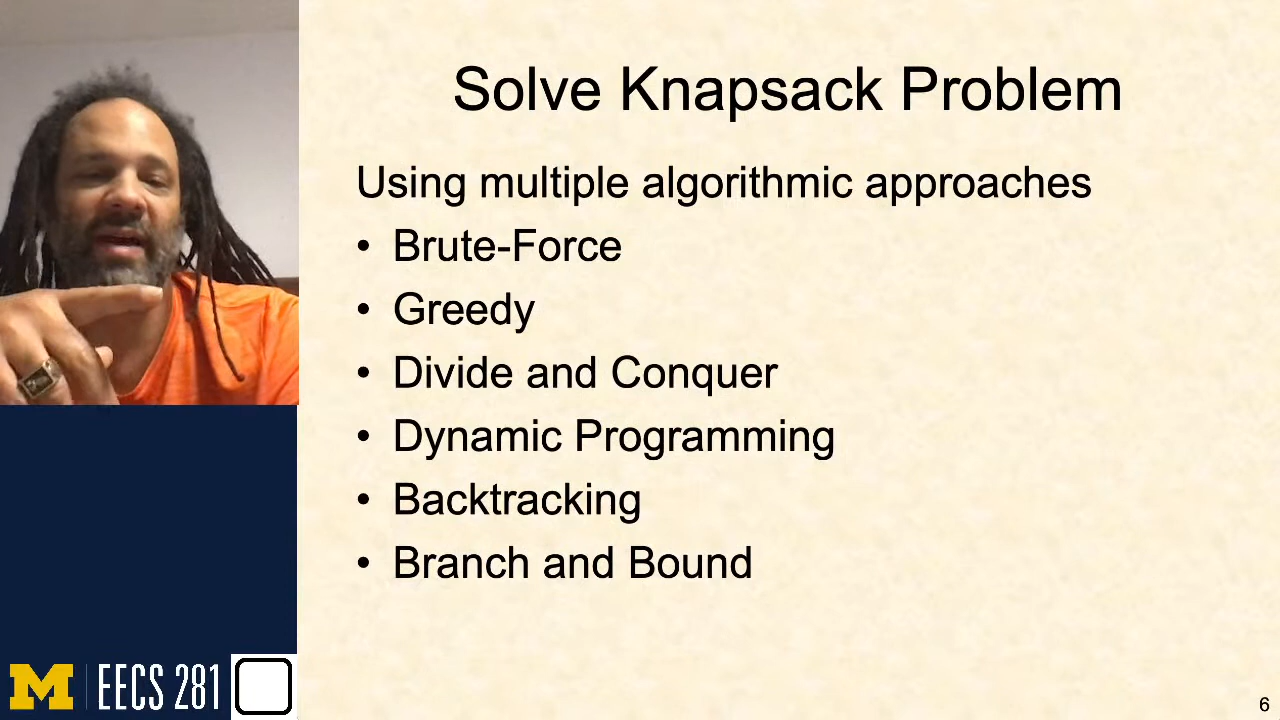 Solve Knapsack Problem
Using multiple algorithmic approaches
• Brute-Force
• Greedy
• Divide and Conquer
• Dynamic Programming
• Backtracking
• Branch and Bound
M | EECS 281
6